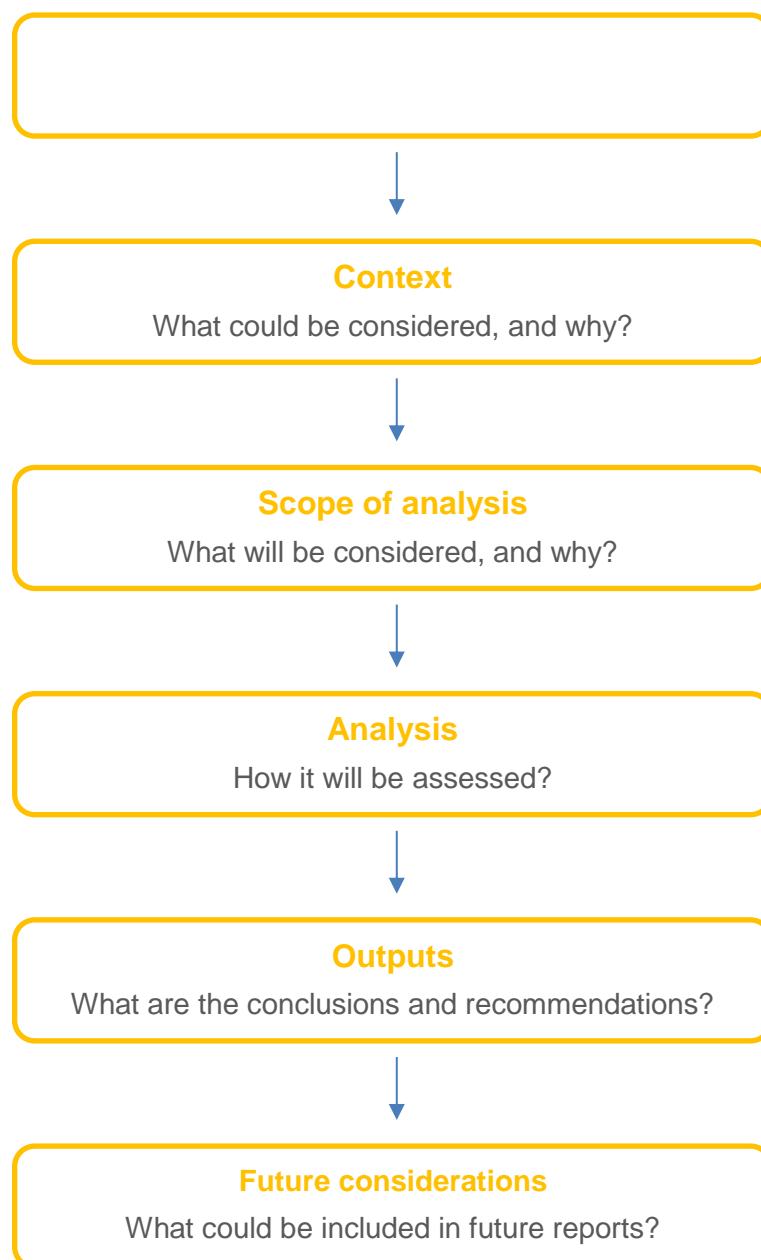 Context
What could be considered, and why?
Scope of analysis
What will be considered, and why?
Analysis
How it will be assessed?
Outputs
What are the conclusions and recommendations?
Future considerations
What could be included in future reports?